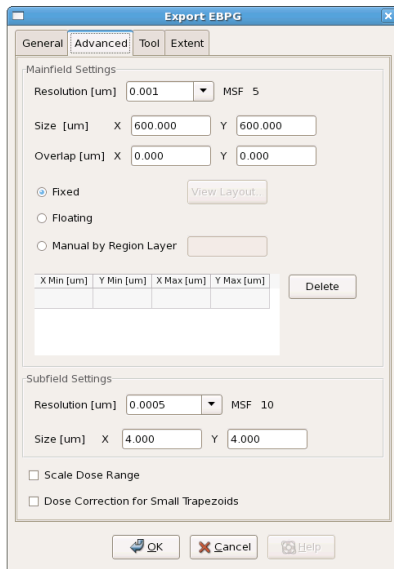 Export EBPG
General Advanced Tool Extent
Mainfield Settings
Resolution [um] 0.001 MSF 5
Size [um] X 600.000 Y 600.000
Overlap [um] X 0.000 Y 0.000
Fixed View Layout...
Floating
Manual by Region Layer
X Min [um] Y Min [um] X Max [um] Y Max [um]
Delete
Subfield Settings
Resolution [um] 0.0005 MSF 10
Size [um] X 4.000 Y 4.000
Scale Dose Range
Dose Correction for Small Trapezoids
OK Cancel Help